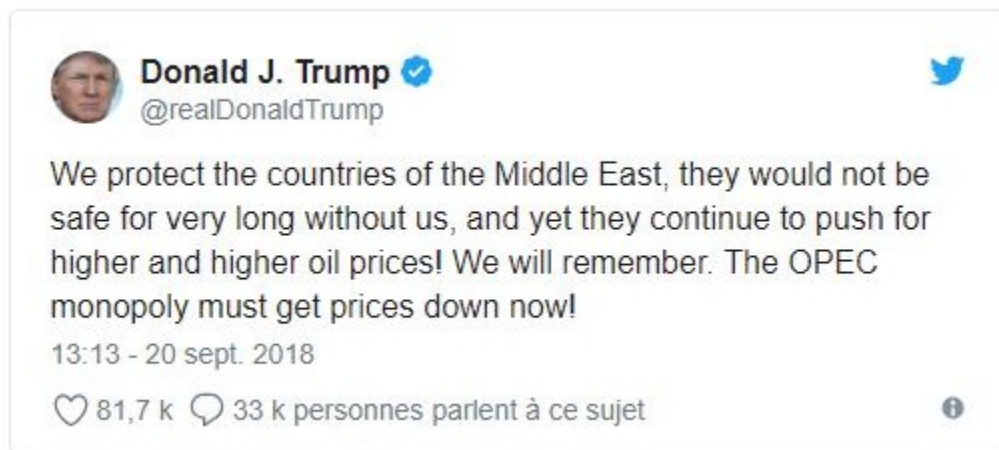 Donald J. Trump
@realDonaldTrump
We protect the countries of the Middle East, they would not be
safe for very long without us, and yet they continue to push for
higher and higher oil prices! We will remember. The OPEC
monopoly must get prices down now!
13:13 - 20 sept. 2018
81,7 k 33 k personnes parlent à ce sujet